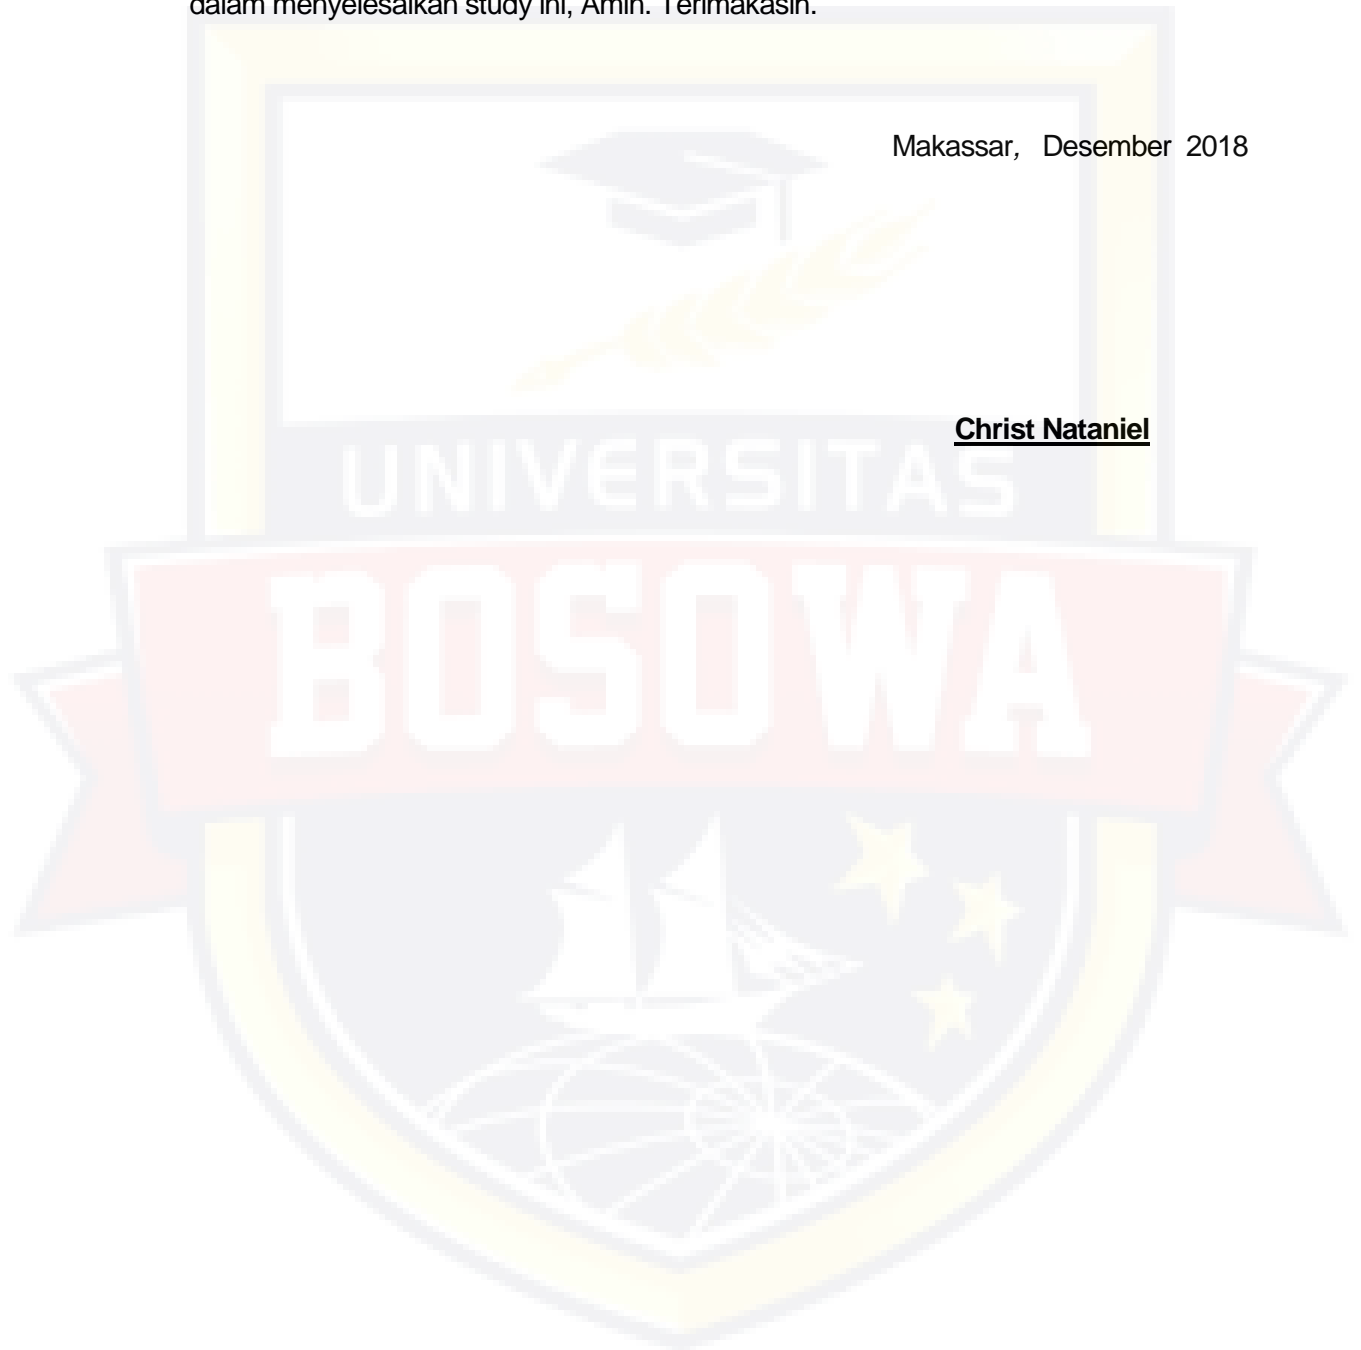 dalam menyelesaikan study ini, Amin. Terimakasih.
Makassar, Desember 2018
Christ Nataniel
UNIVERSITAS
BOSOWA